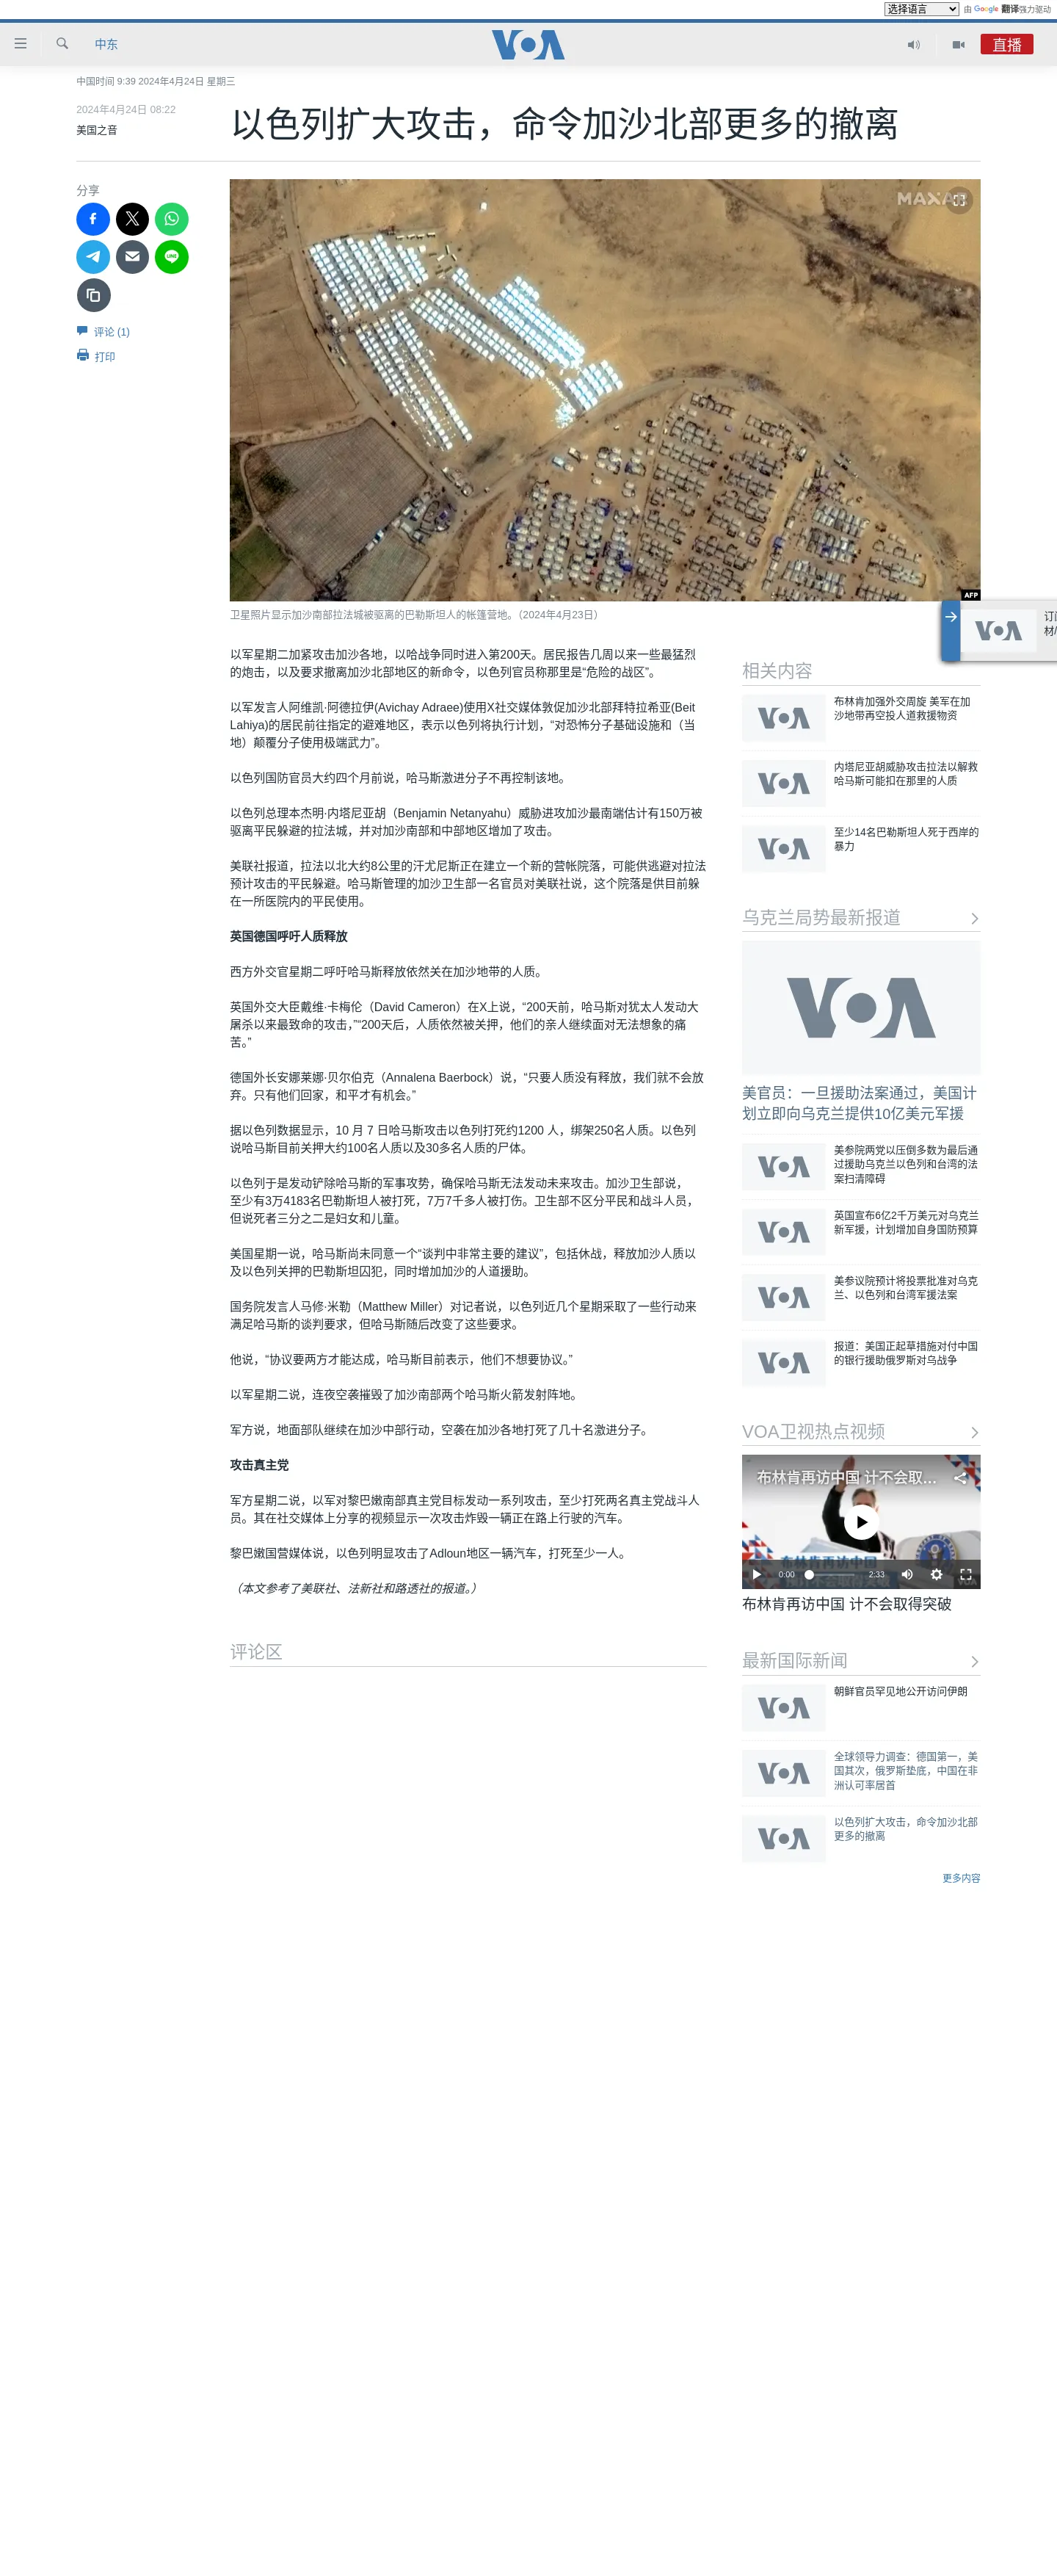 选择语言 由 Google 翻译强力驱动
中东
VOA
直播
中国时间 9:39 2024年4月24日 星期三
2024年4月24日 08:22
美国之音
以色列扩大攻击，命令加沙北部更多的撤离
分享
评论 (1)
打印
MAXAR
AFP
卫星照片显示加沙南部拉法城被驱离的巴勒斯坦人的帐篷营地。（2024年4月23日）
以军星期二加紧攻击加沙各地，以哈战争同时进入第200天。居民报告几周以来一些最猛烈
的炮击，以及要求撤离加沙北部地区的新命令，以色列官员称那里是“危险的战区”。
以军发言人阿维凯·阿德拉伊(Avichay Adraee)使用X社交媒体敦促加沙北部拜特拉希亚(Beit
Lahiya)的居民前往指定的避难地区，表示以色列将执行计划，“对恐怖分子基础设施和（当
地）颠覆分子使用极端武力”。
以色列国防官员大约四个月前说，哈马斯激进分子不再控制该地。
以色列总理本杰明·内塔尼亚胡（Benjamin Netanyahu）威胁进攻加沙最南端估计有150万被
驱离平民躲避的拉法城，并对加沙南部和中部地区增加了攻击。
美联社报道，拉法以北大约8公里的汗尤尼斯正在建立一个新的营帐院落，可能供逃避对拉法
预计攻击的平民躲避。哈马斯管理的加沙卫生部一名官员对美联社说，这个院落是供目前躲
在一所医院内的平民使用。
英国德国呼吁人质释放
西方外交官星期二呼吁哈马斯释放依然关在加沙地带的人质。
英国外交大臣戴维·卡梅伦（David Cameron）在X上说，“200天前，哈马斯对犹太人发动大
屠杀以来最致命的攻击，”“200天后，人质依然被关押，他们的亲人继续面对无法想象的痛
苦。”
德国外长安娜莱娜·贝尔伯克（Annalena Baerbock）说，“只要人质没有释放，我们就不会放
弃。只有他们回家，和平才有机会。”
据以色列数据显示，10 月 7 日哈马斯攻击以色列打死约1200 人，绑架250名人质。以色列
说哈马斯目前关押大约100名人质以及30多名人质的尸体。
以色列于是发动铲除哈马斯的军事攻势，确保哈马斯无法发动未来攻击。加沙卫生部说，
至少有3万4183名巴勒斯坦人被打死，7万7千多人被打伤。卫生部不区分平民和战斗人员，
但说死者三分之二是妇女和儿童。
美国星期一说，哈马斯尚未同意一个“谈判中非常主要的建议”，包括休战，释放加沙人质以
及以色列关押的巴勒斯坦囚犯，同时增加加沙的人道援助。
国务院发言人马修·米勒（Matthew Miller）对记者说，以色列近几个星期采取了一些行动来
满足哈马斯的谈判要求，但哈马斯随后改变了这些要求。
他说，“协议要两方才能达成，哈马斯目前表示，他们不想要协议。”
以军星期二说，连夜空袭摧毁了加沙南部两个哈马斯火箭发射阵地。
军方说，地面部队继续在加沙中部行动，空袭在加沙各地打死了几十名激进分子。
攻击真主党
军方星期二说，以军对黎巴嫩南部真主党目标发动一系列攻击，至少打死两名真主党战斗人
员。其在社交媒体上分享的视频显示一次攻击炸毁一辆正在路上行驶的汽车。
黎巴嫩国营媒体说，以色列明显攻击了Adloun地区一辆汽车，打死至少一人。
（本文参考了美联社、法新社和路透社的报道。）
评论区
VOA
订阅
材/
相关内容
VOA
布林肯加强外交周旋 美军在加
沙地带再空投人道救援物资
VOA
内塔尼亚胡威胁攻击拉法以解救
哈马斯可能扣在那里的人质
VOA
至少14名巴勒斯坦人死于西岸的
暴力
乌克兰局势最新报道
VOA
美官员：一旦援助法案通过，美国计
划立即向乌克兰提供10亿美元军援
VOA
美参院两党以压倒多数为最后通
过援助乌克兰以色列和台湾的法
案扫清障碍
VOA
英国宣布6亿2千万美元对乌克兰
新军援，计划增加自身国防预算
VOA
美参议院预计将投票批准对乌克
兰、以色列和台湾军援法案
VOA
报道：美国正起草措施对付中国
的银行援助俄罗斯对乌战争
VOA卫视热点视频
布林肯再访中国 计不会取...
0:00
2:33
布林肯再访中国 计不会取得突破
最新国际新闻
VOA
朝鲜官员罕见地公开访问伊朗
VOA
全球领导力调查：德国第一，美
国其次，俄罗斯垫底，中国在非
洲认可率居首
VOA
以色列扩大攻击，命令加沙北部
更多的撤离
更多内容